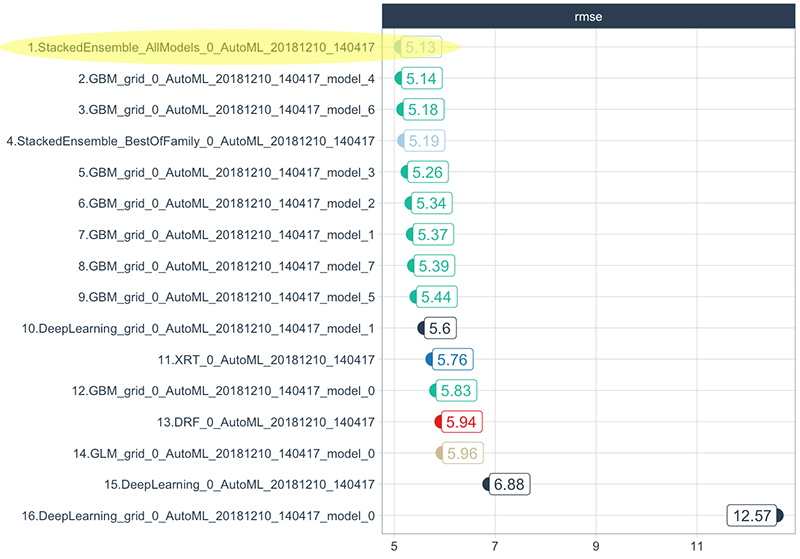 rmse
1.StackedEnsemble_AllModels_0_AutoML_20181210_140417 5.13
2.GBM_grid_0_AutoML_20181210_140417_model_4 5.14
3.GBM_grid_0_AutoML_20181210_140417_model_6 5.18
4.StackedEnsemble_BestOfFamily_0_AutoML_20181210_140417 5.19
5.GBM_grid_0_AutoML_20181210_140417_model_3 5.26
6.GBM_grid_0_AutoML_20181210_140417_model_2 5.34
7.GBM_grid_0_AutoML_20181210_140417_model_1 5.37
8.GBM_grid_0_AutoML_20181210_140417_model_7 5.39
9.GBM_grid_0_AutoML_20181210_140417_model_5 5.44
10.DeepLearning_grid_0_AutoML_20181210_140417_model_1 5.6
11.XRT_0_AutoML_20181210_140417 5.76
12.GBM_grid_0_AutoML_20181210_140417_model_0 5.83
13.DRF_0_AutoML_20181210_140417 5.94
14.GLM_grid_0_AutoML_20181210_140417_model_0 5.96
15.DeepLearning_0_AutoML_20181210_140417 6.88
16.DeepLearning_grid_0_AutoML_20181210_140417_model_0 12.57
5 7 9 11